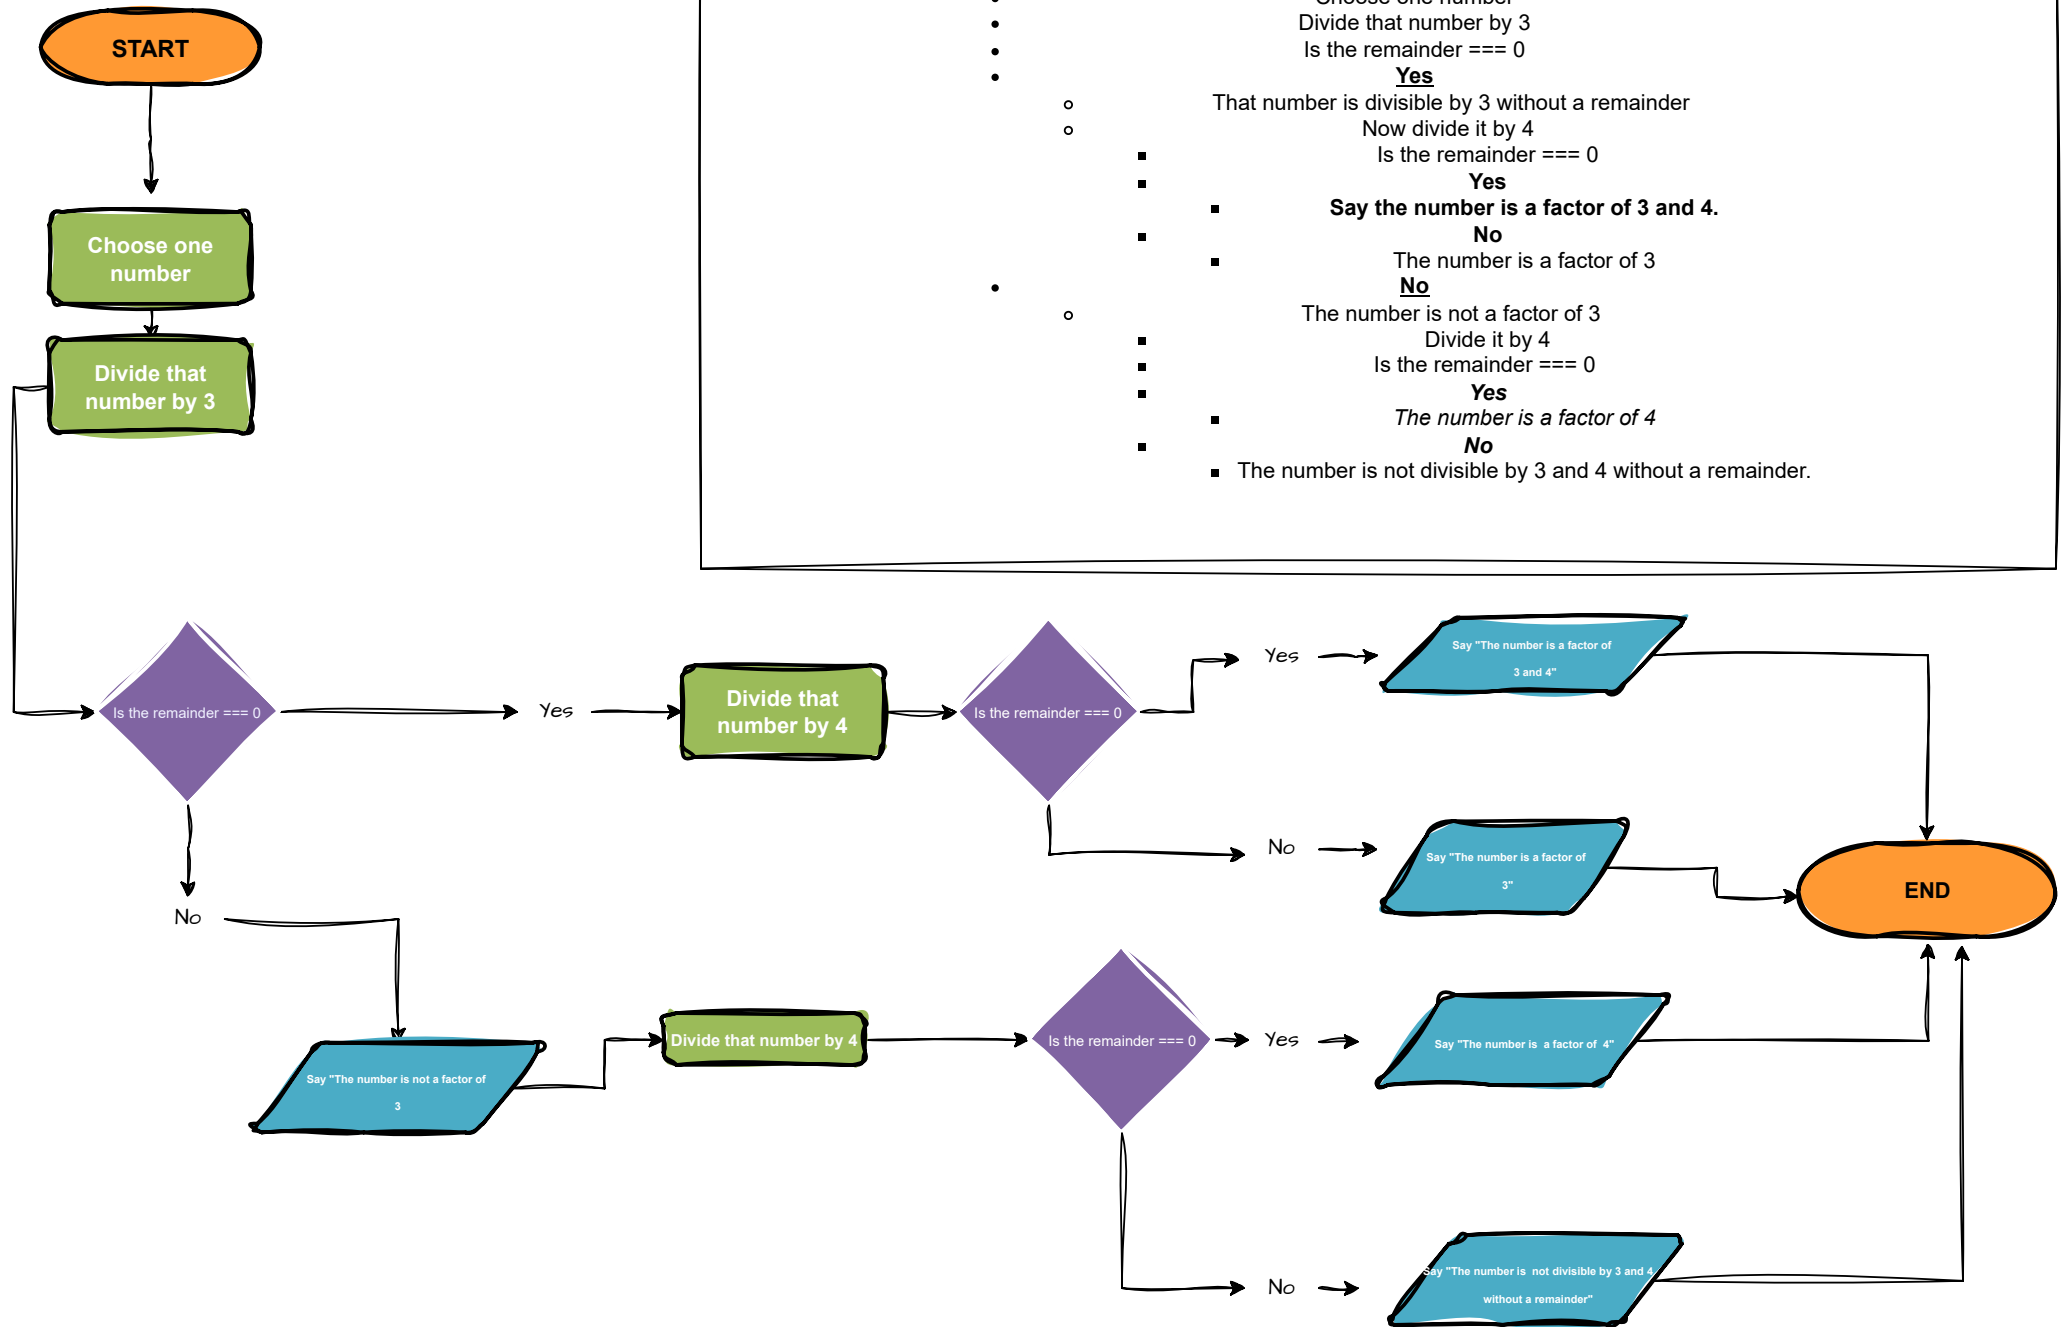 START
Choose one number
Divide that number by 3
Is the remainder === 0
Yes
That number is divisible by 3 without a remainder
Now divide it by 4
Is the remainder === 0
Yes
Say the number is a factor of 3 and 4.
No
The number is a factor of 3
No
The number is not a factor of 3
Divide it by 4
Is the remainder === 0
Yes
The number is a factor of 4
No
The number is not divisible by 3 and 4 without a remainder.
Choose one
number
Divide that
number by 3
Is the remainder === 0
Yes
Divide that
number by 4
Is the remainder === 0
Yes
Say "The number is a factor of
3 and 4"
No
Say "The number is a factor of
3"
END
No
Say "The number is not a factor of
3
Divide that number by 4
Is the remainder === 0
Yes
Say "The number is  a factor of  4"
No
Say "The number is  not divisible by 3 and 4
without a remainder"